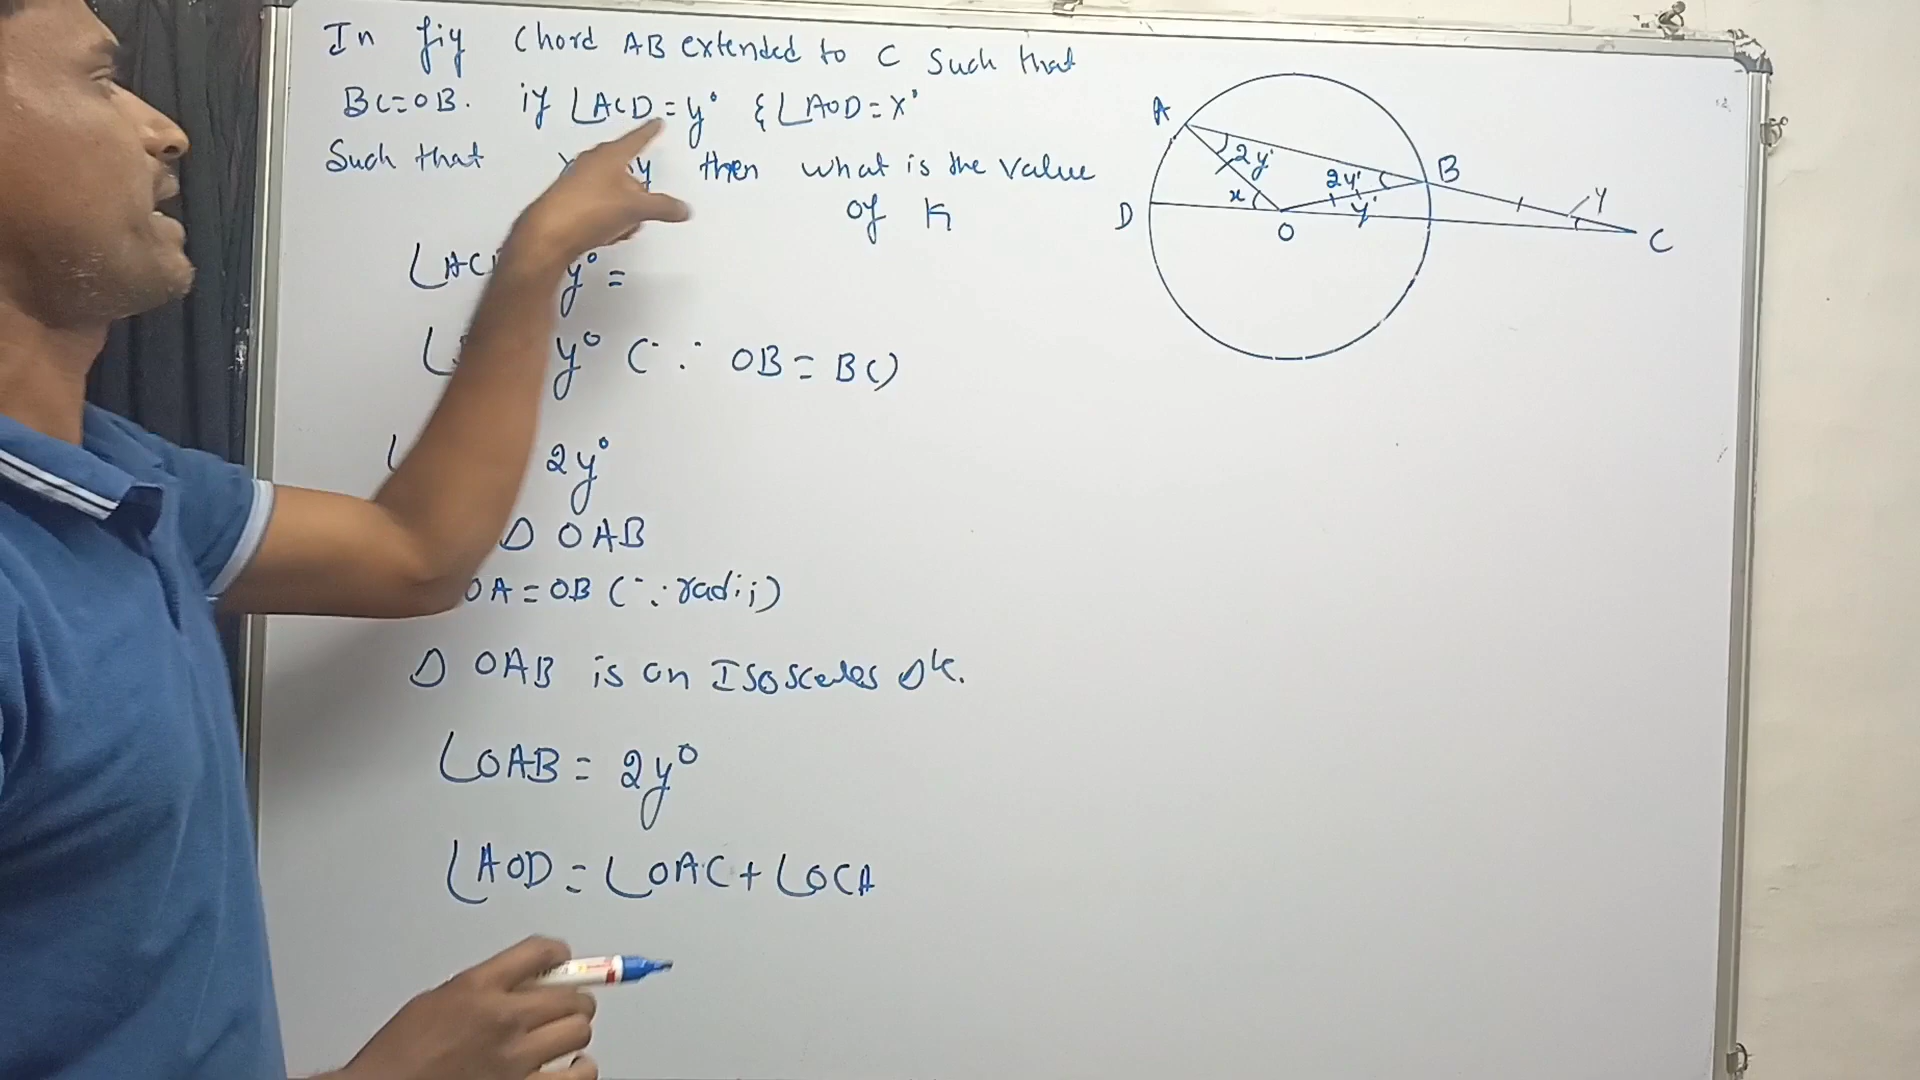 In fig Chord AB extended to C Such that
BC=OB. if ∠ACD=y° & ∠AOD=x°
Such that y then what is the value
of K
∠AC y°=
y° (∵ OB=BC)
2y°
Δ OAB
OA=OB (∵ radii)
Δ OAB is an Isosceles Δle.
∠OAB=2y°
∠AOD=∠OAC+∠OCA
A
2y°
B
2y°
x
y°
Y
D
O
C